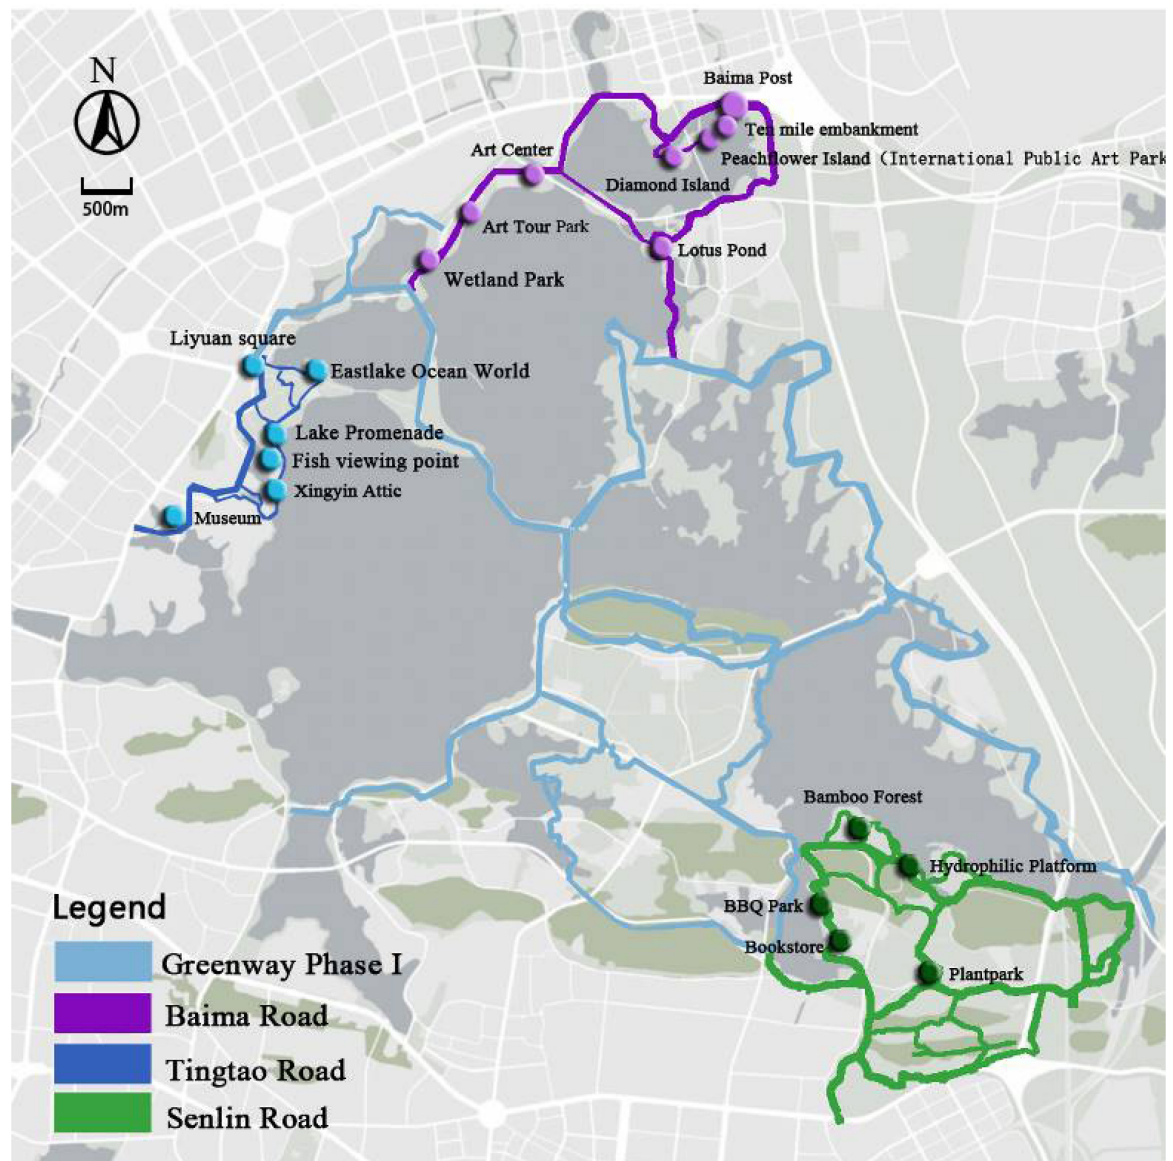 N
500m
Baima Post
Ten mile embankment
Art Center
Peachflower Island (International Public Art Park
Diamond Island
Art Tour Park
Lotus Pond
Wetland Park
Liyuan square
Eastlake Ocean World
Lake Promenade
Fish viewing point
Xingyin Attic
Museum
Bamboo Forest
Hydrophilic Platform
BBQ Park
Bookstore
Plantpark
Legend
Greenway Phase I
Baima Road
Tingtao Road
Senlin Road